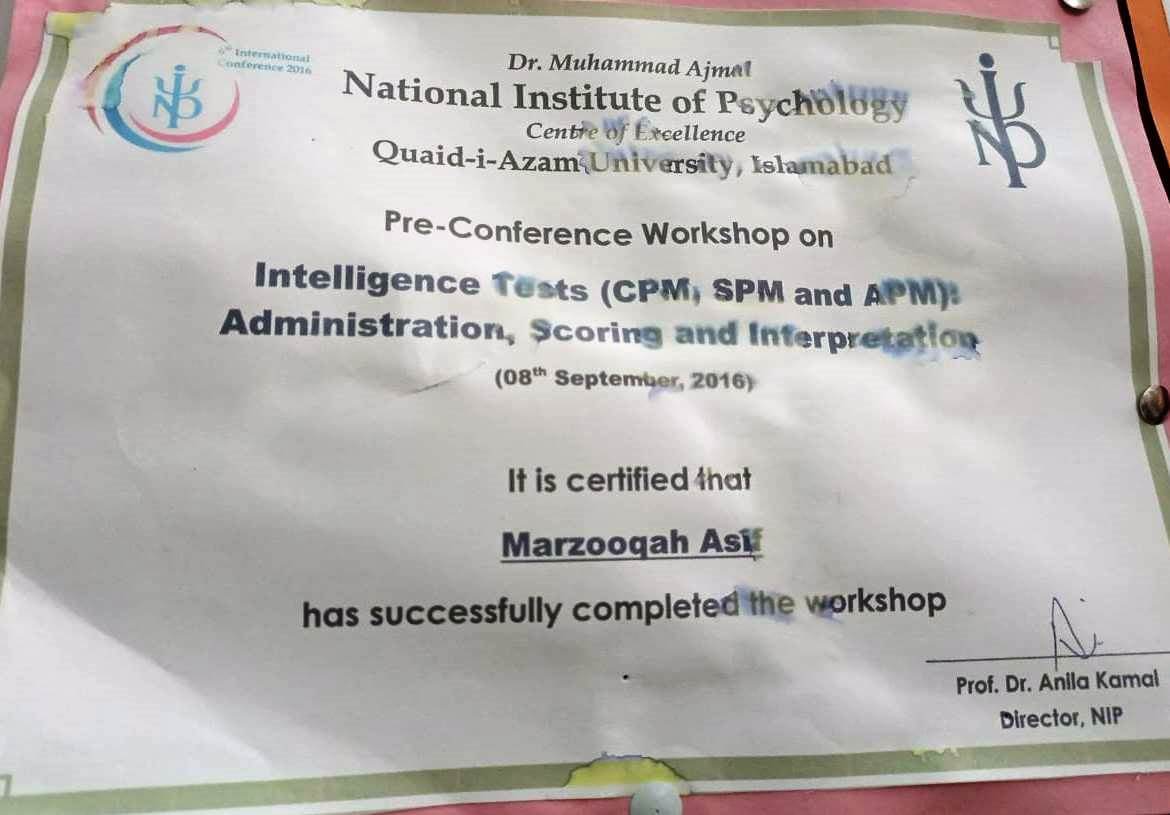 6th International
Conference 2016
Dr. Muhammad Ajmal
National Institute of Psychology
Centre of Excellence
Quaid-i-Azam University, Islamabad
NIP
NIP
Pre-Conference Workshop on
Intelligence Tests (CPM, SPM and APM):
Administration, Scoring and Interpretation
(08th September, 2016)
It is certified that
Marzooqah Asif
has successfully completed the workshop
Prof. Dr. Anila Kamal
Director, NIP